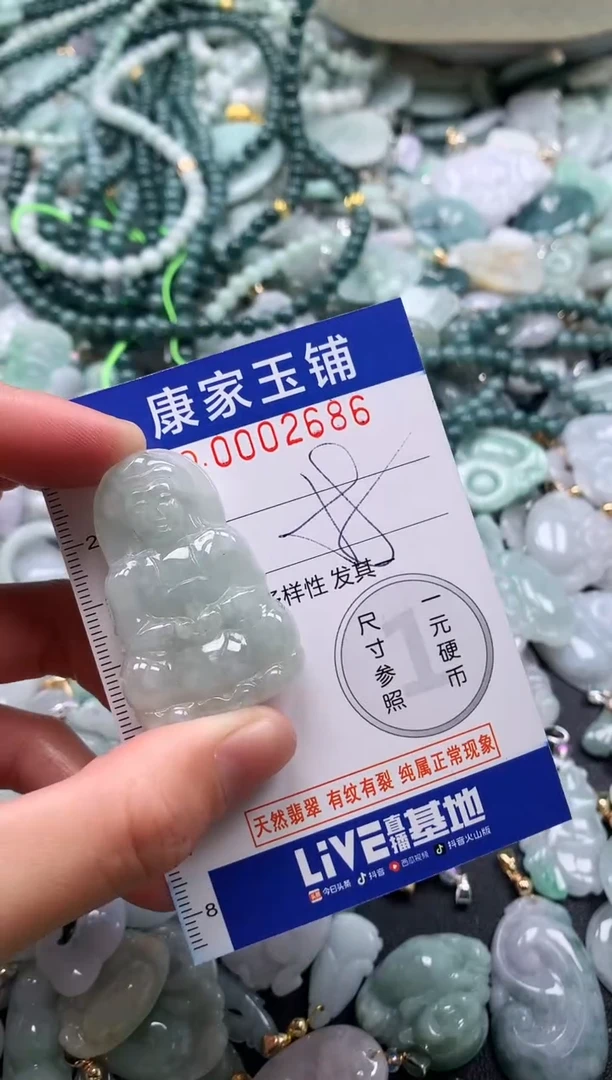 康家玉铺
.0002686
2
样性 发其
一元硬币
尺寸参照
天然翡翠 有纹有裂 纯属正常现象
LiVE直播基地
今日头条 抖音 西瓜视频 抖音火山版
8